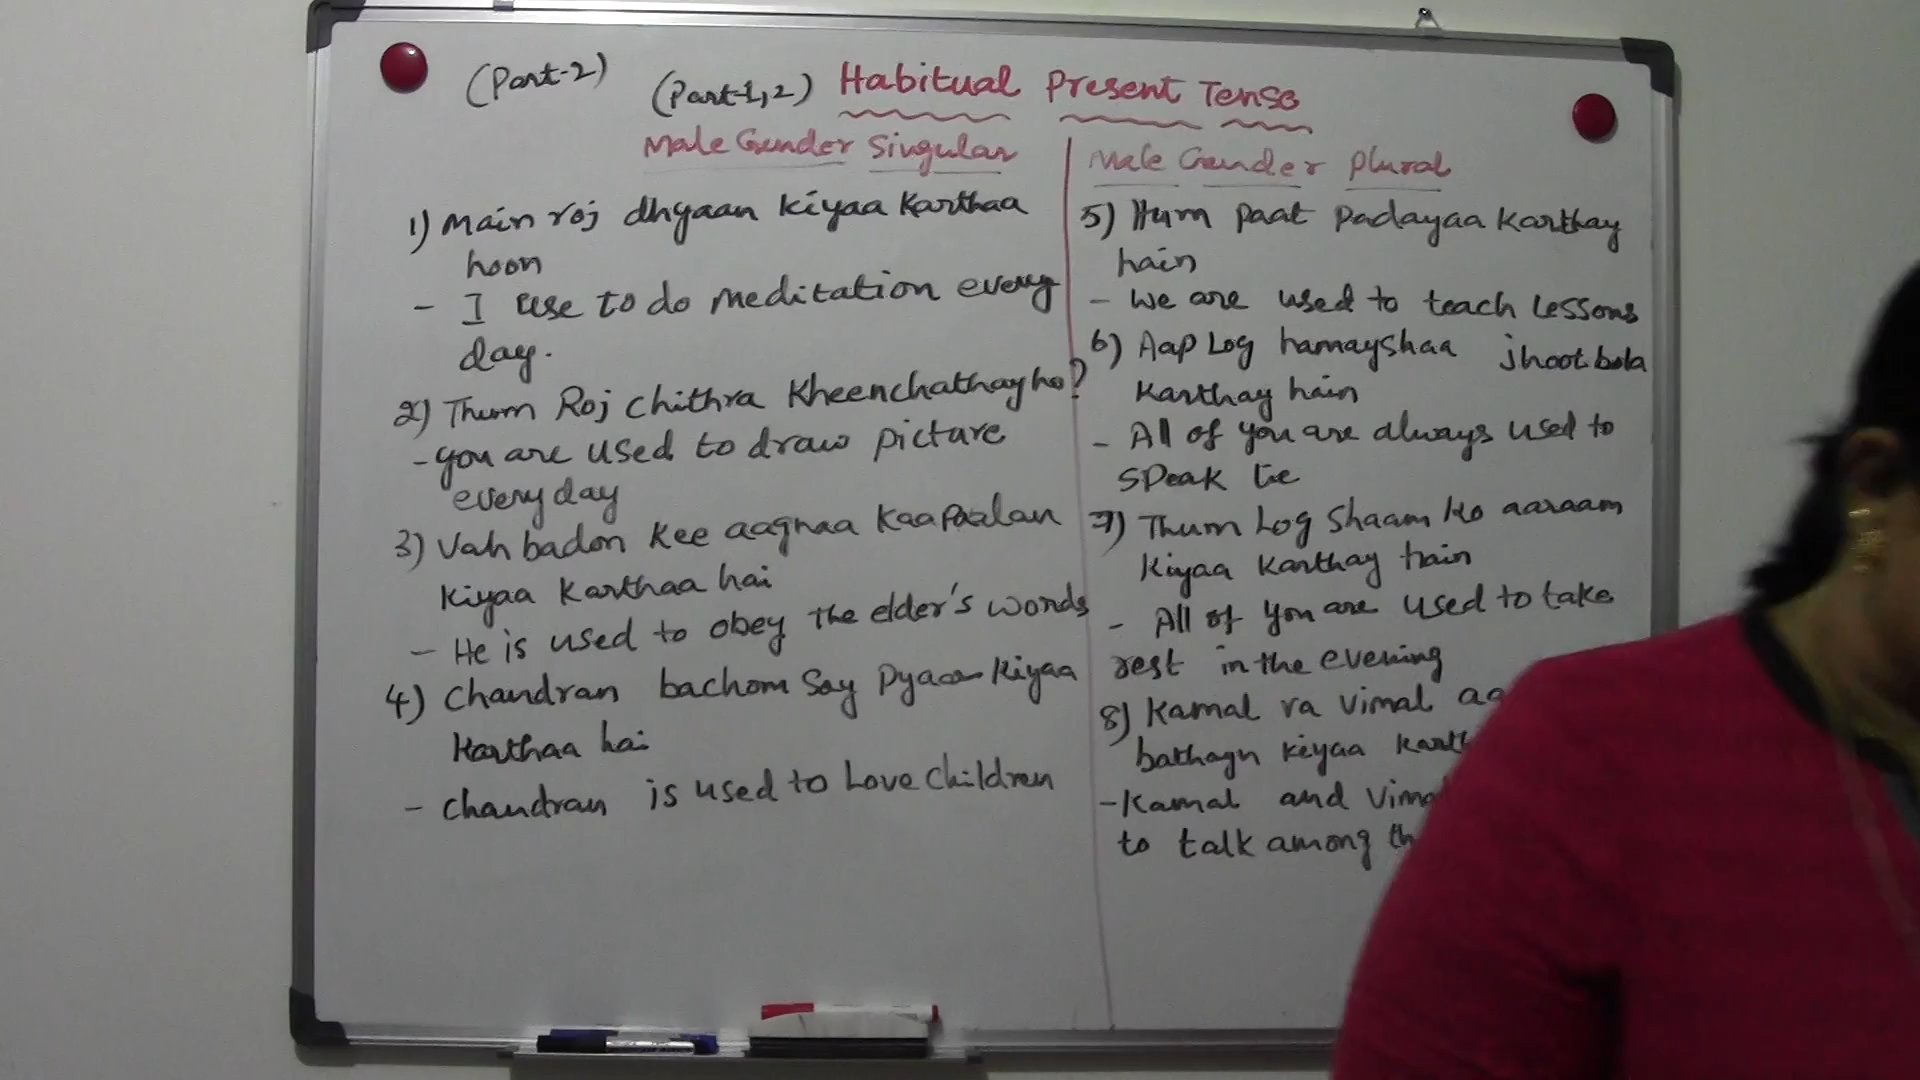 (Part-2) (Part-1,2) Habitual Present Tense
Male Gender Singular
1) Main roj dhyaan kiyaa karthaa
hoon
- I use to do meditation every
day.
2) Thum Roj chithra kheenchathay ho?
- you are used to draw picture
every day
3) Vah badon kee aagnaa kaa paalan
kiyaa karthaa hai
- He is used to obey the elder's words
4) Chandran bachom say pyaar kiyaa
karthaa hai
- Chandran is used to Love children
Male Gender Plural
5) Hum paat padayaa karthay
hain
- We are used to teach Lessons
6) Aap Log hamayshaa jhoot bola
karthay hain
- All of you are always used to
speak lie
7) Thum Log Shaam ko aaraam
kiyaa karthay hain
- All of you are used to take
rest in the evening
8) Kamal va Vimal
kiyaa
- Kamal and
to talk among